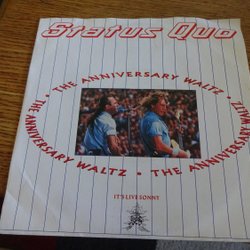 Status Quo
THE ANNIVERSARY WALTZ • THE ANNIVERSARY WALTZ • THE ANNIVERSARY WALTZ •
IT'S LIVE SONNY